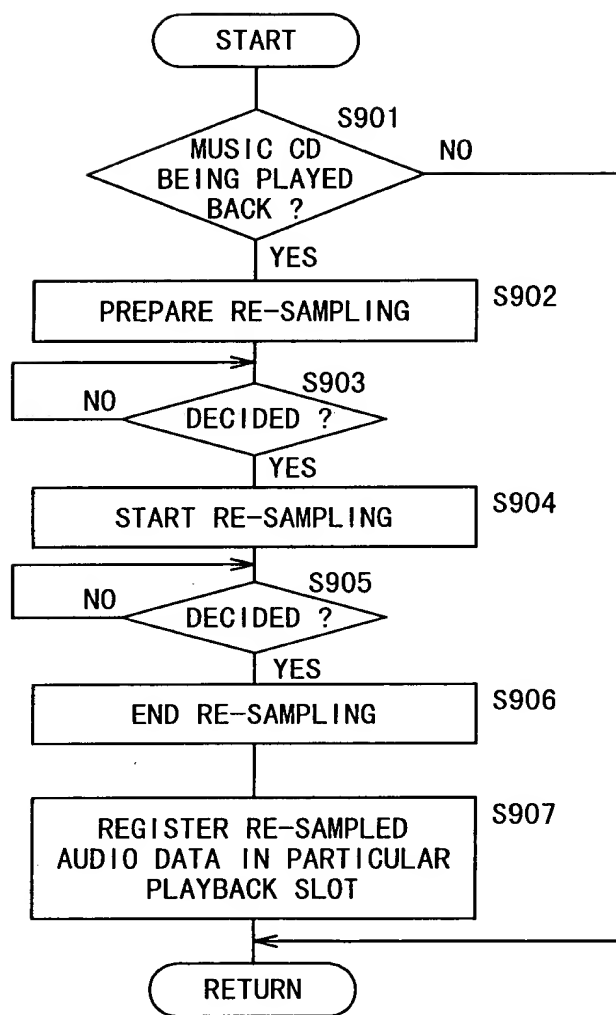 START
S901
MUSIC CD
BEING PLAYED
BACK ?
NO
YES
PREPARE RE-SAMPLING
S902
S903
NO
DECIDED ?
YES
START RE-SAMPLING
S904
S905
NO
DECIDED ?
YES
END RE-SAMPLING
S906
REGISTER RE-SAMPLED
AUDIO DATA IN PARTICULAR
PLAYBACK SLOT
S907
RETURN